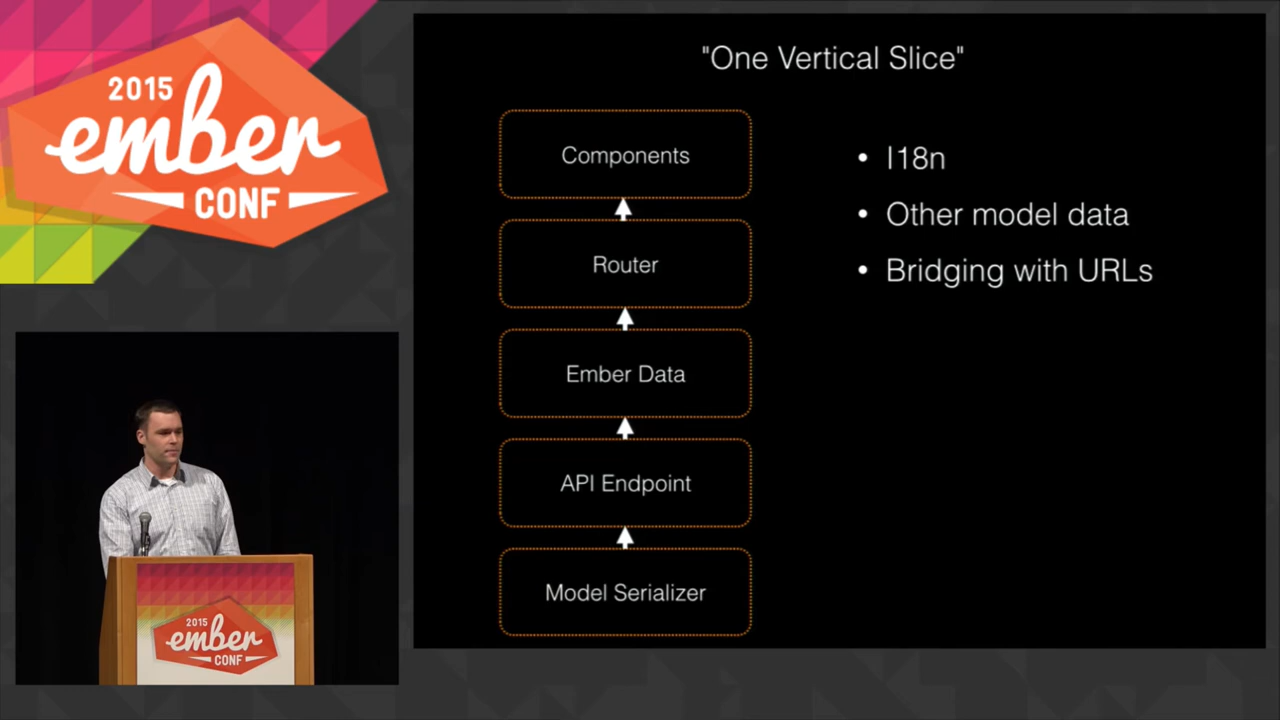 2015
ember
CONF
"One Vertical Slice"
Components
Router
Ember Data
API Endpoint
Model Serializer
• I18n
• Other model data
• Bridging with URLs
2015
ember
CONF